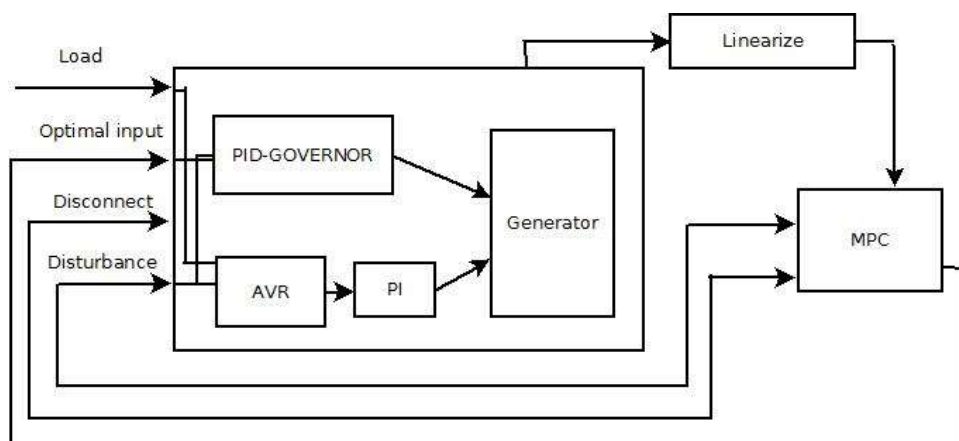 Linearize
Load
Optimal input
PID-GOVERNOR
Generator
Disconnect
MPC
Disturbance
AVR
PI